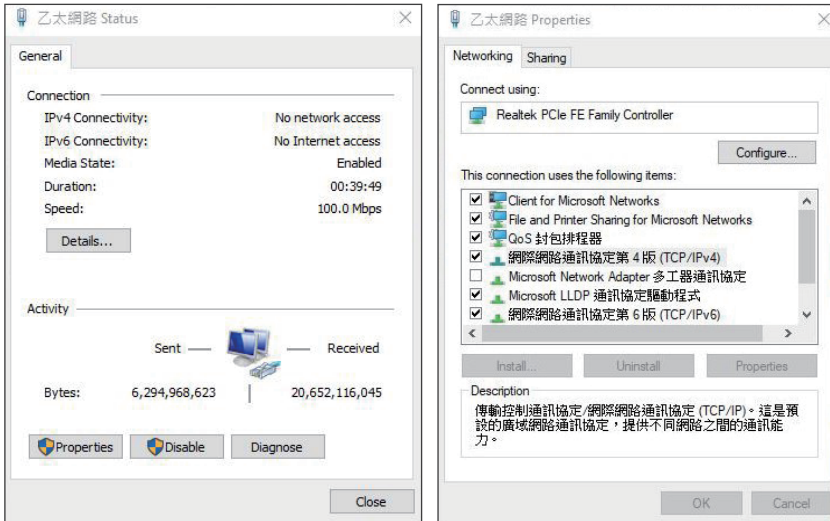 乙太網路 Status
General
Connection
IPv4 Connectivity: No network access
IPv6 Connectivity: No Internet access
Media State: Enabled
Duration: 00:39:49
Speed: 100.0 Mbps
Details...
Activity
Sent Received
Bytes: 6,294,968,623 20,652,116,045
Properties Disable Diagnose
Close
乙太網路 Properties
Networking Sharing
Connect using:
Realtek PCIe FE Family Controller
Configure...
This connection uses the following items:
Client for Microsoft Networks
File and Printer Sharing for Microsoft Networks
QoS 封包排程器
網際網路通訊協定第 4 版 (TCP/IPv4)
Microsoft Network Adapter 多工器通訊協定
Microsoft LLDP 通訊協定驅動程式
網際網路通訊協定第 6 版 (TCP/IPv6)
Install... Uninstall Properties
Description
傳輸控制通訊協定/網際網路通訊協定 (TCP/IP)。這是預
設的廣域網路通訊協定，提供不同網路之間的通訊能
力。
OK Cancel